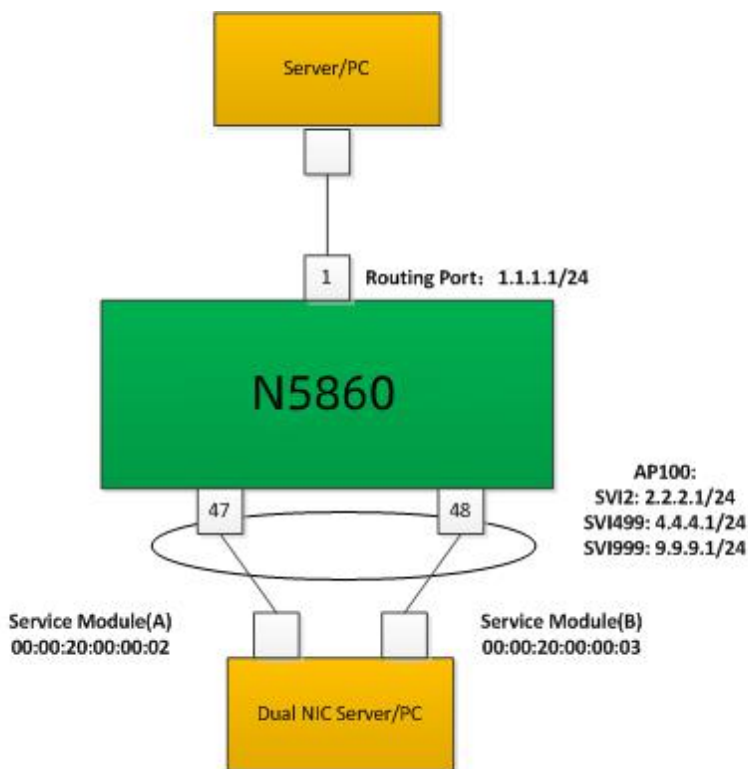 Server/PC
1
Routing Port： 1.1.1.1/24
N5860
AP100:
SVI2: 2.2.2.1/24
SVI499: 4.4.4.1/24
SVI999: 9.9.9.1/24
47
48
Service Module(A)
00:00:20:00:00:02
Service Module(B)
00:00:20:00:00:03
Dual NIC Server/PC